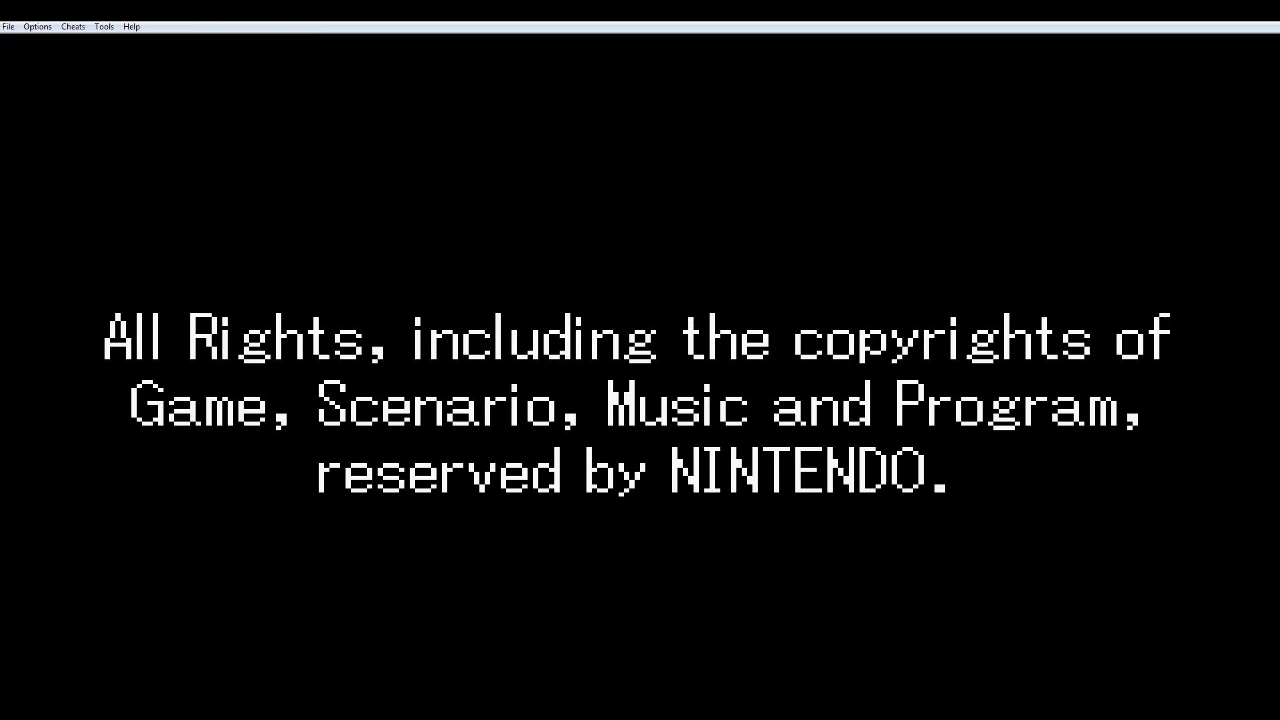 File Options Cheats Tools Help
All Rights, including the copyrights of
Game, Scenario, Music and Program,
reserved by NINTENDO.